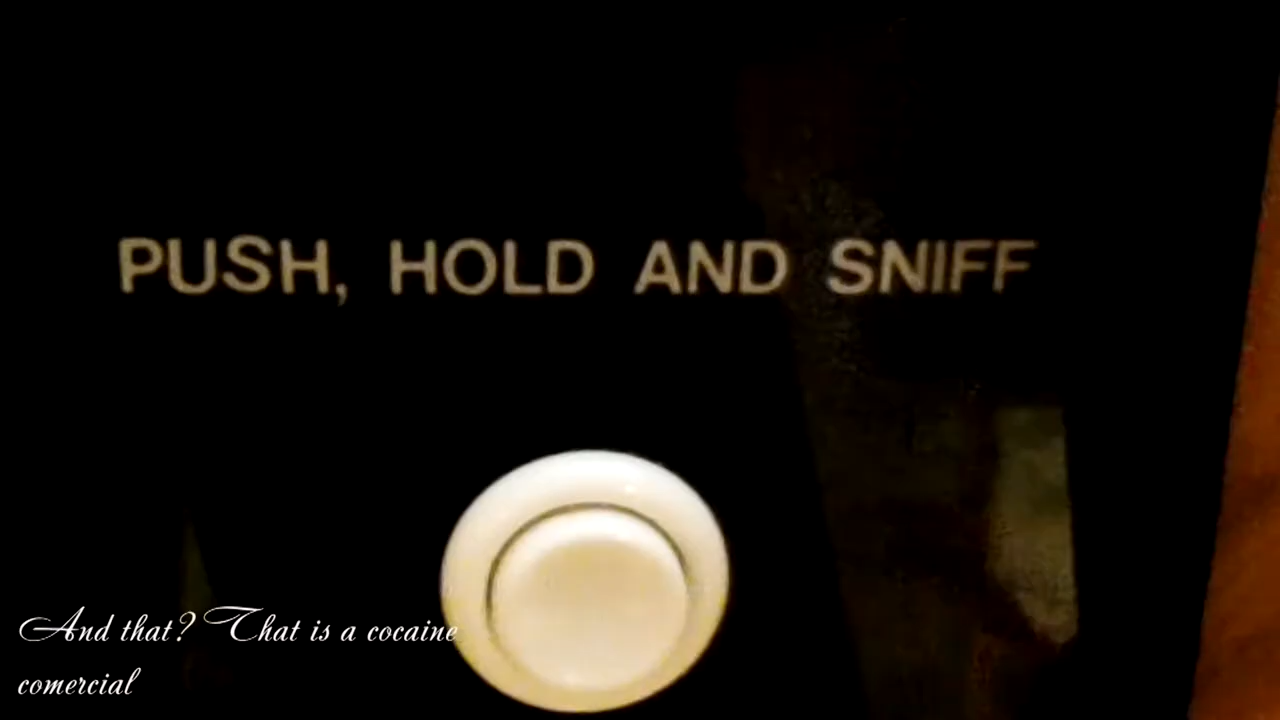 PUSH, HOLD AND SNIFF
And that? That is a cocaine
comercial